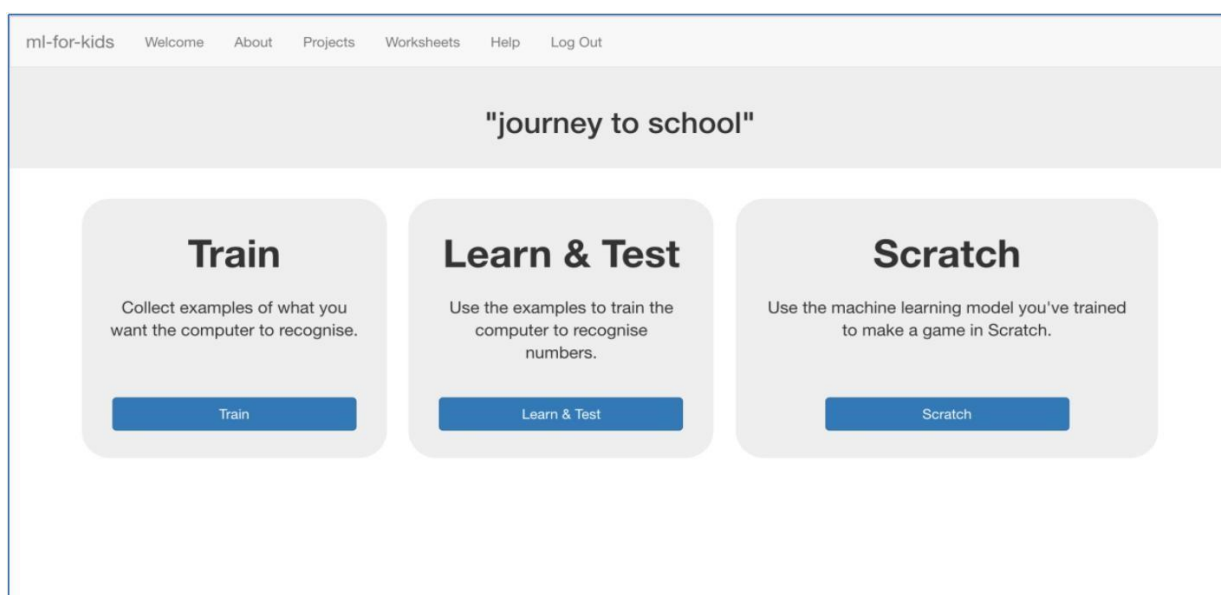 ml-for-kids Welcome About Projects Worksheets Help Log Out
"journey to school"
Train
Collect examples of what you
want the computer to recognise.
Train
Learn & Test
Use the examples to train the
computer to recognise
numbers.
Learn & Test
Scratch
Use the machine learning model you've trained
to make a game in Scratch.
Scratch